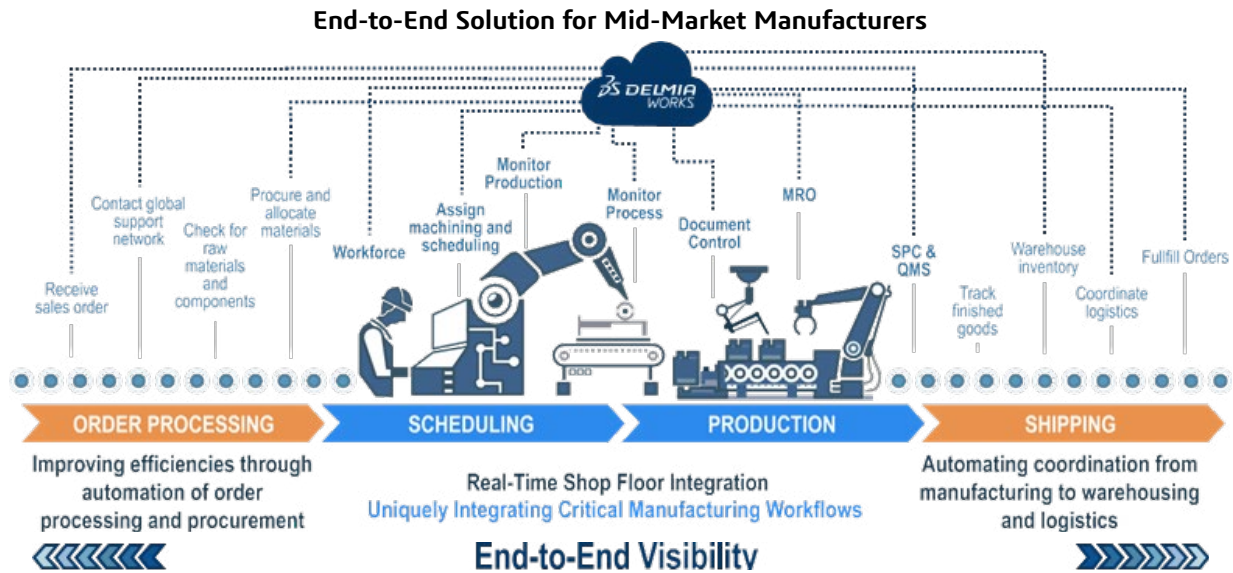 End-to-End Solution for Mid-Market Manufacturers
3S DELMIA
WORKS
Receive
sales order
Contact global
support
network
Check for
raw
materials
and
components
Procure and
allocate
materials
Workforce
Assign
machining and
scheduling
Monitor
Production
Monitor
Process
Document
Control
MRO
SPC &
QMS
Track
finished
goods
Warehouse
inventory
Coordinate
logistics
Fullfill Orders
ORDER PROCESSING
SCHEDULING
PRODUCTION
SHIPPING
Improving efficiencies through
automation of order
processing and procurement
Real-Time Shop Floor Integration
Uniquely Integrating Critical Manufacturing Workflows
Automating coordination from
manufacturing to warehousing
and logistics
End-to-End Visibility